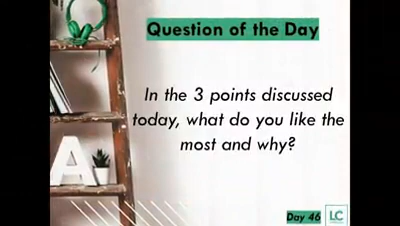 Question of the Day
In the 3 points discussed
today, what do you like the
most and why?
A
Day 46
LC